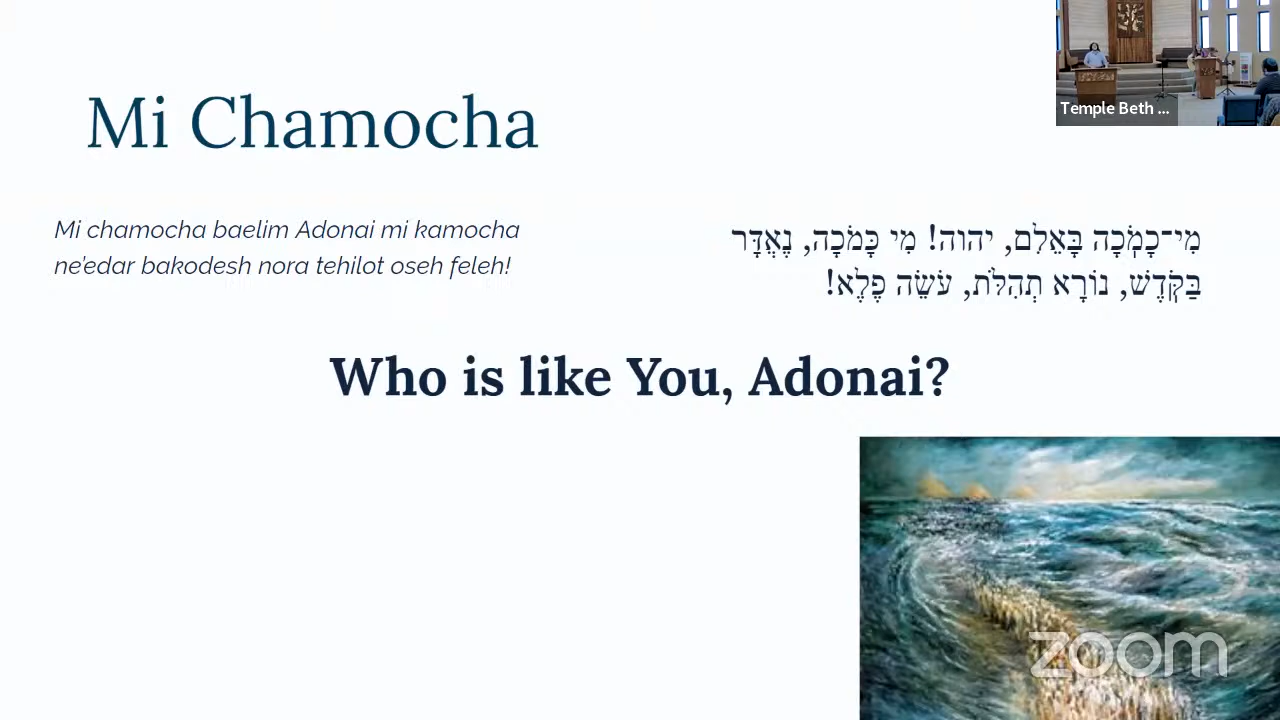 Temple Beth ...
Mi Chamocha
Mi chamocha baelim Adonai mi kamocha
ne'edar bakodesh nora tehilot oseh feleh!
מִי־כָמֹֽכָה בָּאֵלִם, יהוה! מִי כָּמֹכָה, נֶאְדָּר
בַּקֹּֽדֶשׁ, נוֹרָא תְהִלֹּת, עֹשֵׂה פֶלֶא!
Who is like You, Adonai?
zoom